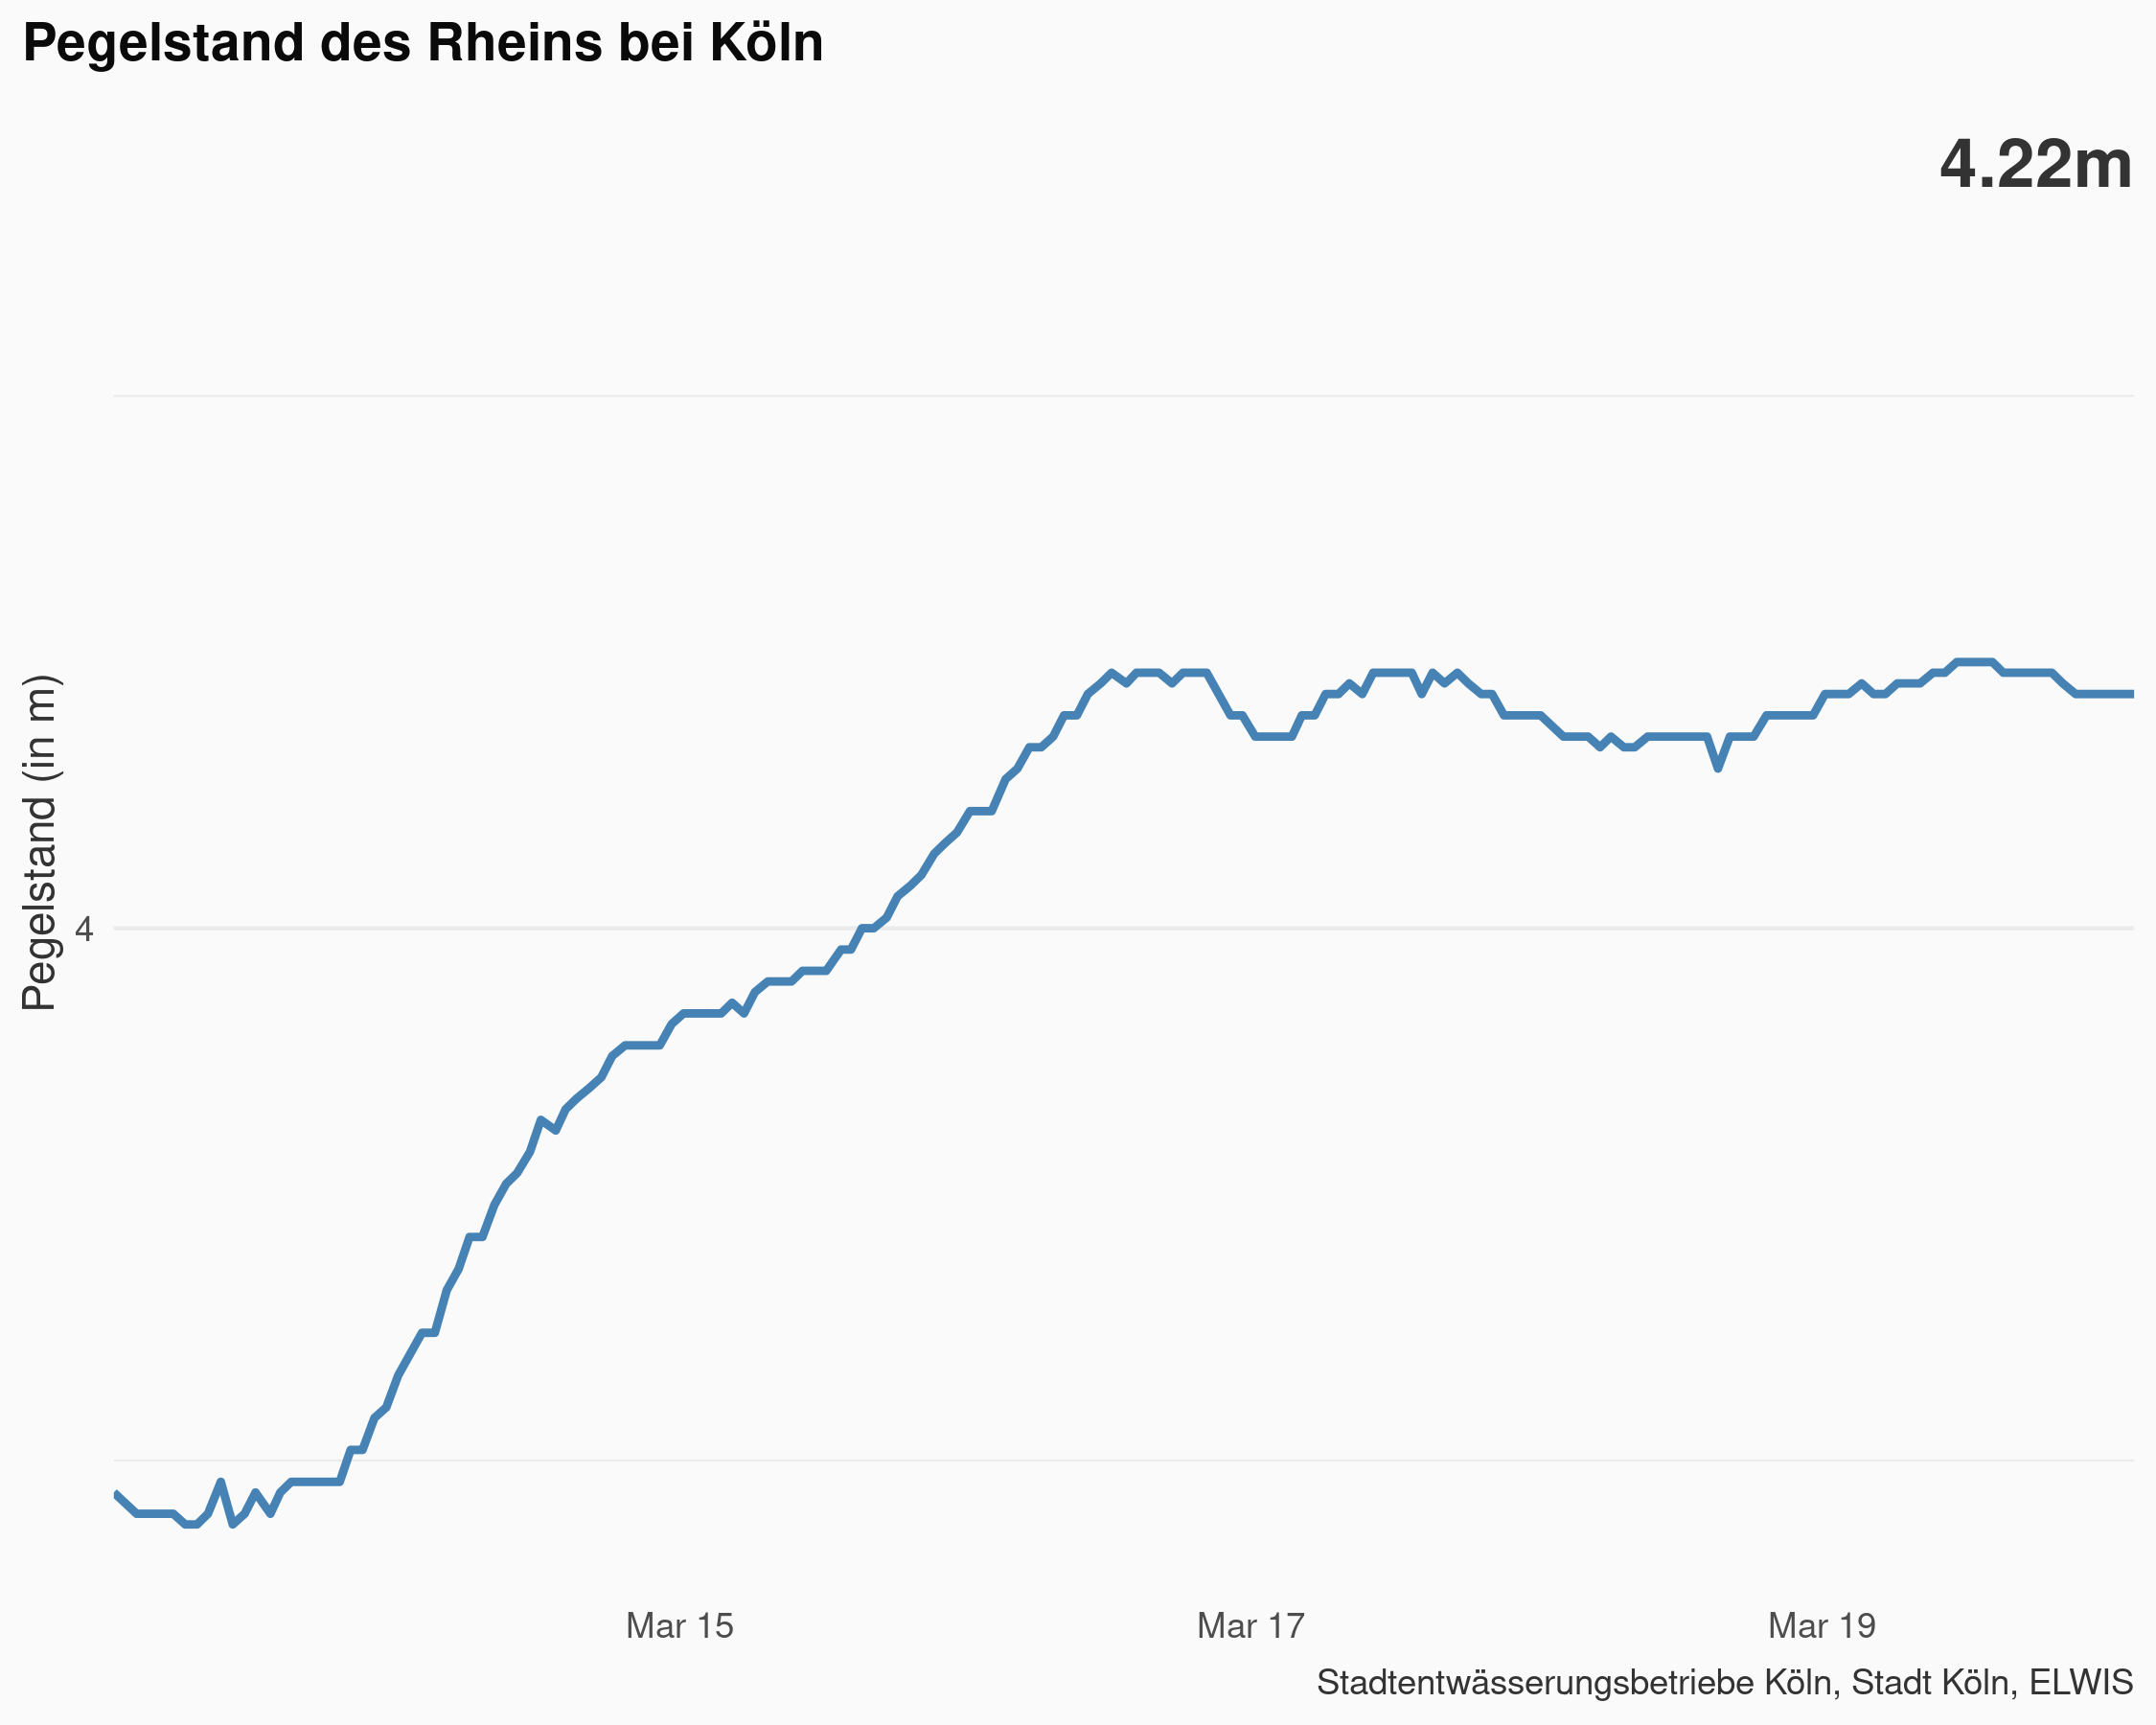 Pegelstand des Rheins bei Köln
4.22m
Pegelstand (in m)
4
Mar 15
Mar 17
Mar 19
Stadtentwässerungsbetriebe Köln, Stadt Köln, ELWIS